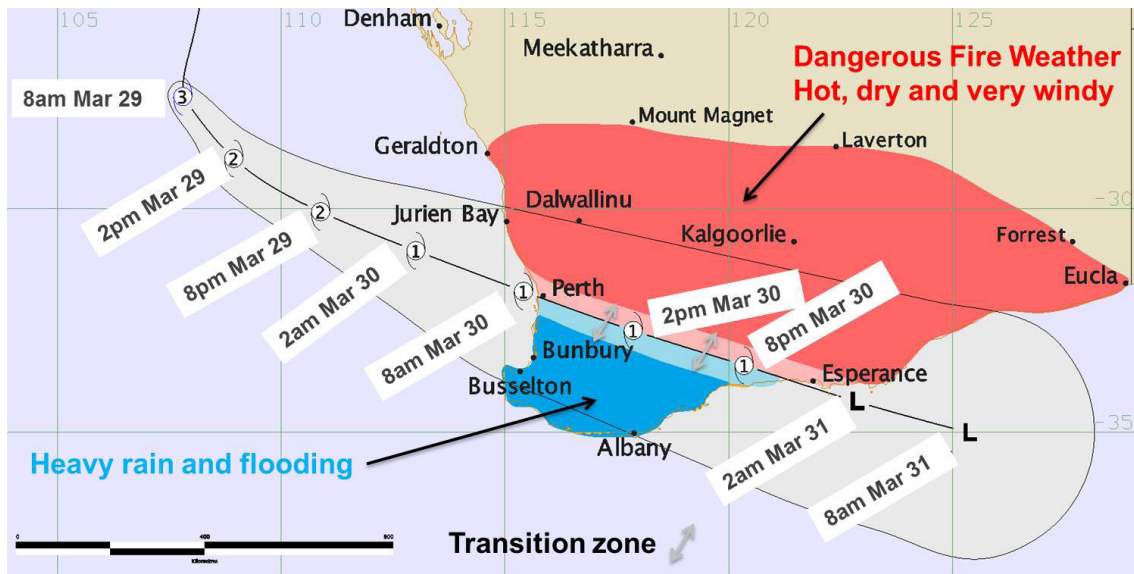 105
110
115
120
125
Denham
Meekatharra
Dangerous Fire Weather
Hot, dry and very windy
8am Mar 29
3
Mount Magnet
Geraldton
Laverton
2
2pm Mar 29
Dalwallinu
-30
2
Jurien Bay
Kalgoorlie
Forrest
8pm Mar 29
1
Eucla
2am Mar 30
1
Perth
2pm Mar 30
8pm Mar 30
1
8am Mar 30
Bunbury
1
Busselton
Esperance
L
L
-35
Albany
2am Mar 31
8am Mar 31
Heavy rain and flooding
0
400
800
Kilometres
Transition zone